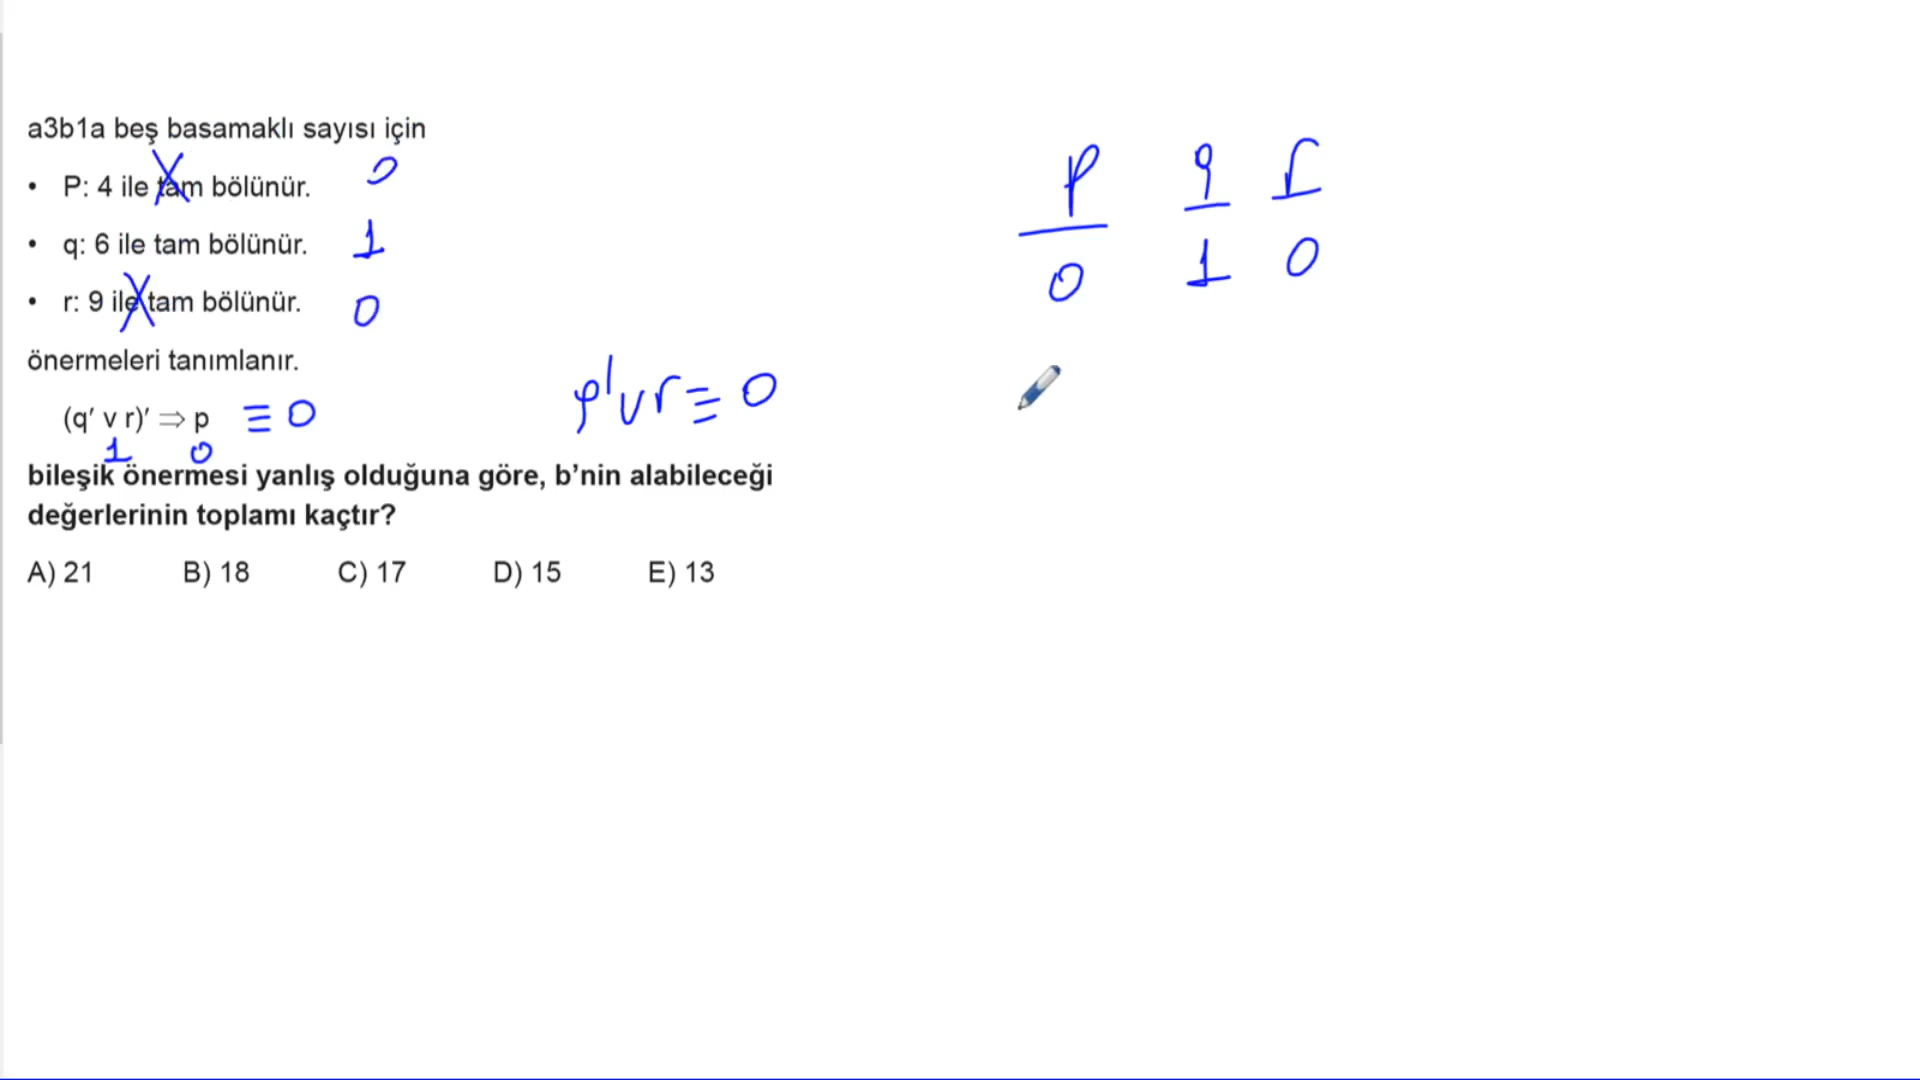 a3b1a beş basamaklı sayısı için
• P: 4 ile tam bölünür. 0
• q: 6 ile tam bölünür. 1
• r: 9 ile tam bölünür. 0
önermeleri tanımlanır.
(q′ v r)′ ⇒ p ≡ 0
1 0
bileşik önermesi yanlış olduğuna göre, b’nin alabileceği
değerlerinin toplamı kaçtır?
A) 21 B) 18 C) 17 D) 15 E) 13
q' v r ≡ 0
p q r
0 1 0